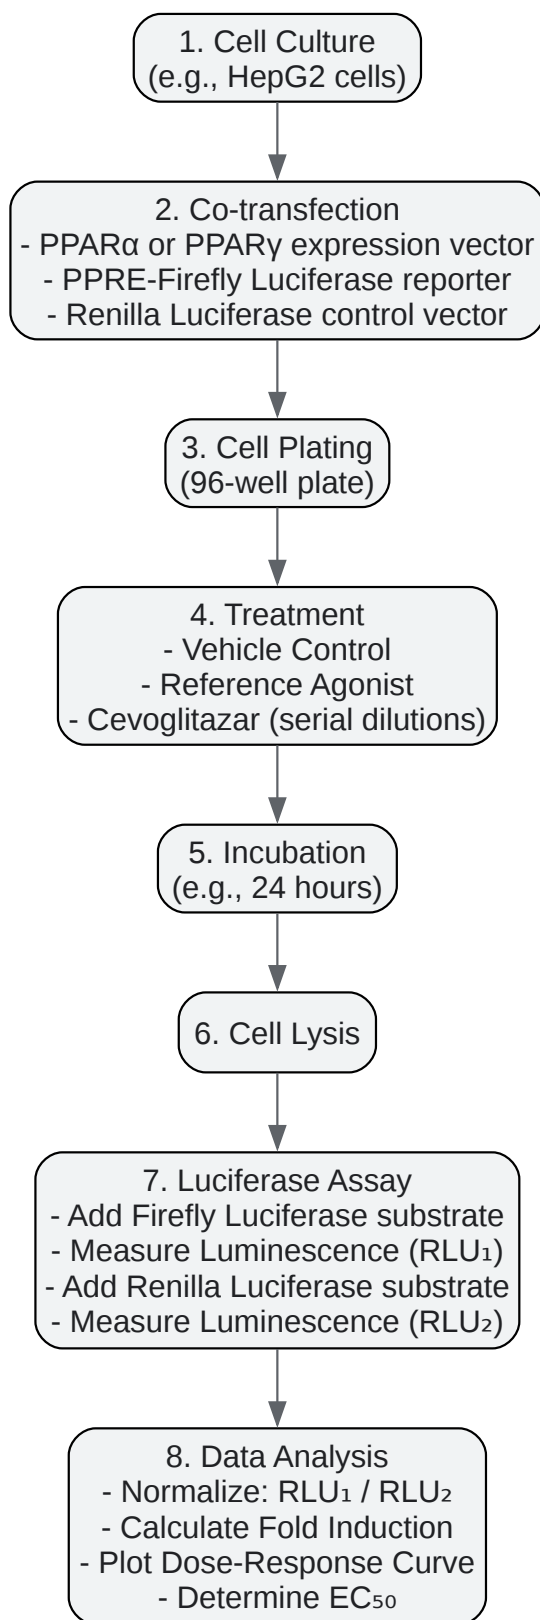 1. Cell Culture
(e.g., HepG2 cells)
2. Co-transfection
- PPARα or PPARγ expression vector
- PPRE-Firefly Luciferase reporter
- Renilla Luciferase control vector
3. Cell Plating
(96-well plate)
4. Treatment
- Vehicle Control
- Reference Agonist
- Cevoglitazar (serial dilutions)
5. Incubation
(e.g., 24 hours)
6. Cell Lysis
7. Luciferase Assay
- Add Firefly Luciferase substrate
- Measure Luminescence (RLU₁)
- Add Renilla Luciferase substrate
- Measure Luminescence (RLU₂)
8. Data Analysis
- Normalize: RLU₁ / RLU₂
- Calculate Fold Induction
- Plot Dose-Response Curve
- Determine EC₅₀